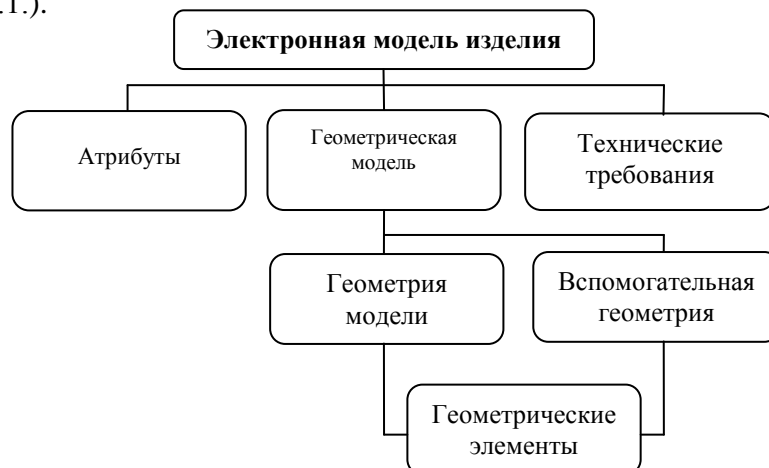 .1.).
Электронная модель изделия
Атрибуты
Геометрическая
модель
Технические
требования
Геометрия
модели
Вспомогательная
геометрия
Геометрические
элементы